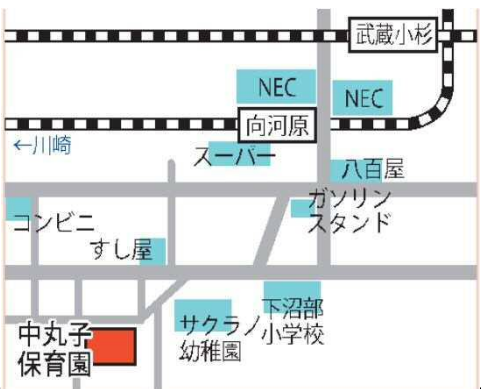 武蔵小杉
NEC
NEC
向河原
←川崎
スーパー
八百屋
ガソリン
スタンド
コンビニ
すし屋
サクラノ
幼稚園
下沼部
小学校
中丸子
保育園